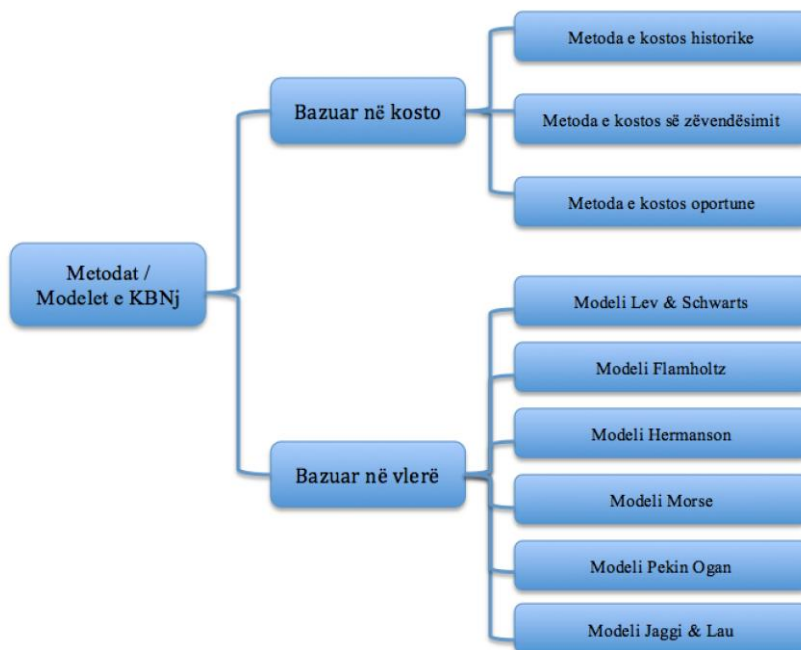 Metodat /
Modelet e KBNj
Bazuar në kosto
Metoda e kostos historike
Metoda e kostos së zëvendësimit
Metoda e kostos oportune
Bazuar në vlerë
Modeli Lev & Schwarts
Modeli Flamholtz
Modeli Hermanson
Modeli Morse
Modeli Pekin Ogan
Modeli Jaggi & Lau